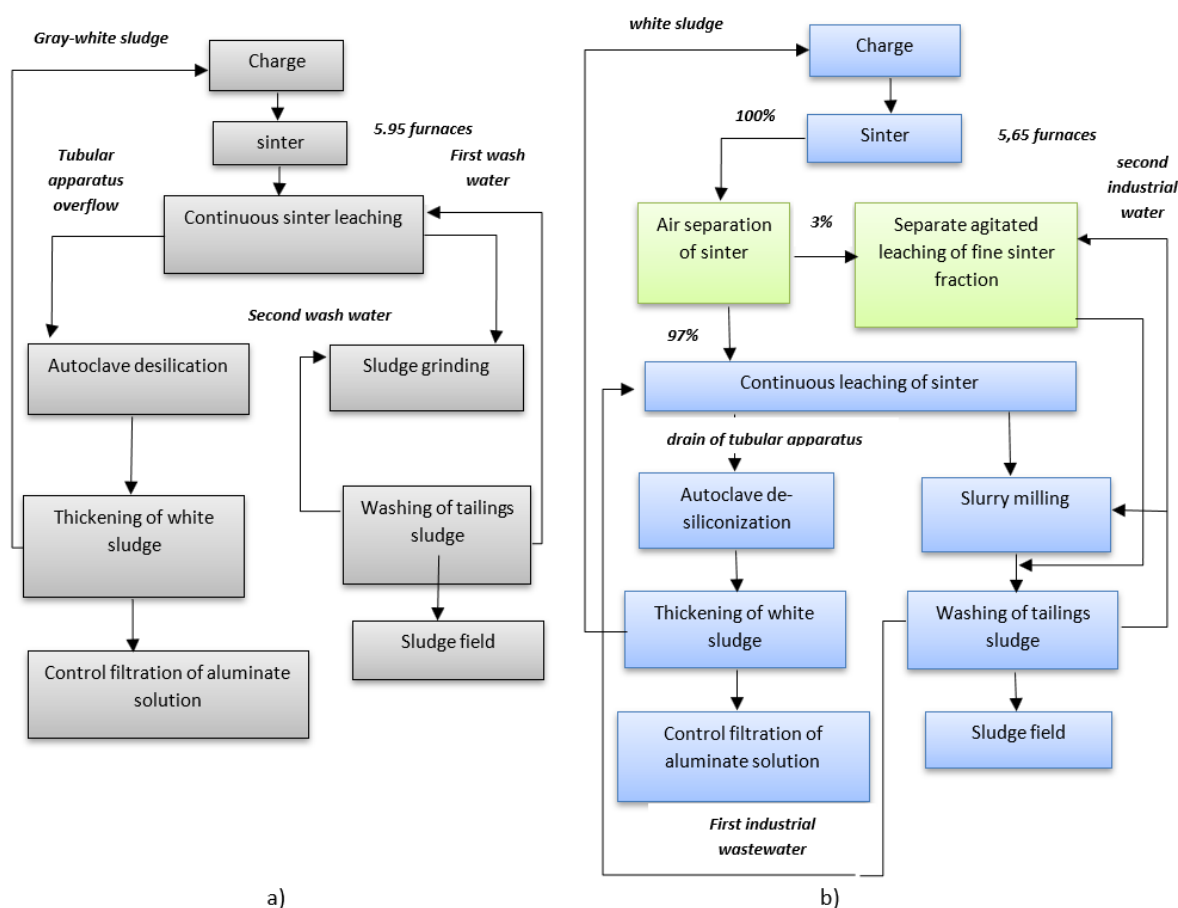 Gray-white sludge
Charge
sinter
5.95 furnaces
Tubular
apparatus
overflow
First wash
water
Continuous sinter leaching
Second wash water
Autoclave desilication
Sludge grinding
Thickening of white
sludge
Washing of tailings
sludge
Control filtration of aluminate
solution
Sludge field
a)
white sludge
Charge
100%
Sinter
5,65 furnaces
second
industrial
water
Air separation
of sinter
3%
Separate agitated
leaching of fine sinter
fraction
97%
Continuous leaching of sinter
drain of tubular apparatus
Autoclave de-
siliconization
Slurry milling
Thickening of white
sludge
Washing of tailings
sludge
Control filtration of
aluminate solution
Sludge field
First industrial
wastewater
b)